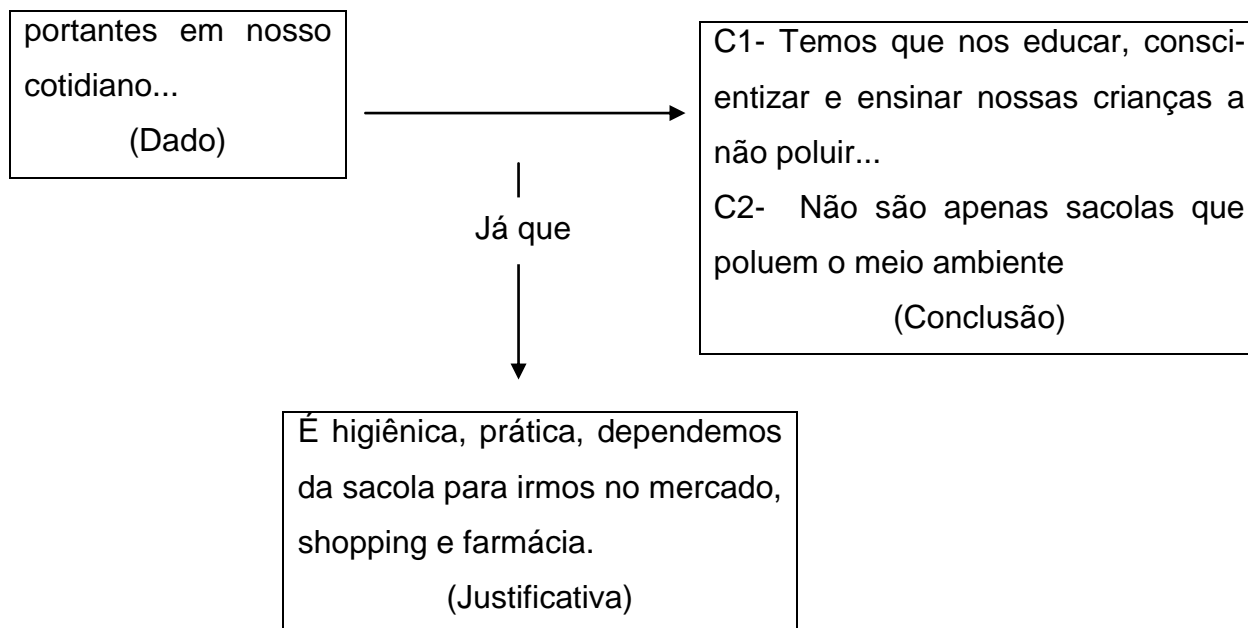 portantes em nosso
cotidiano...
(Dado)
C1- Temos que nos educar, consci-
entizar e ensinar nossas crianças a
não poluir...
C2- Não são apenas sacolas que
poluem o meio ambiente
(Conclusão)
Já que
É higiênica, prática, dependemos
da sacola para irmos no mercado,
shopping e farmácia.
(Justificativa)